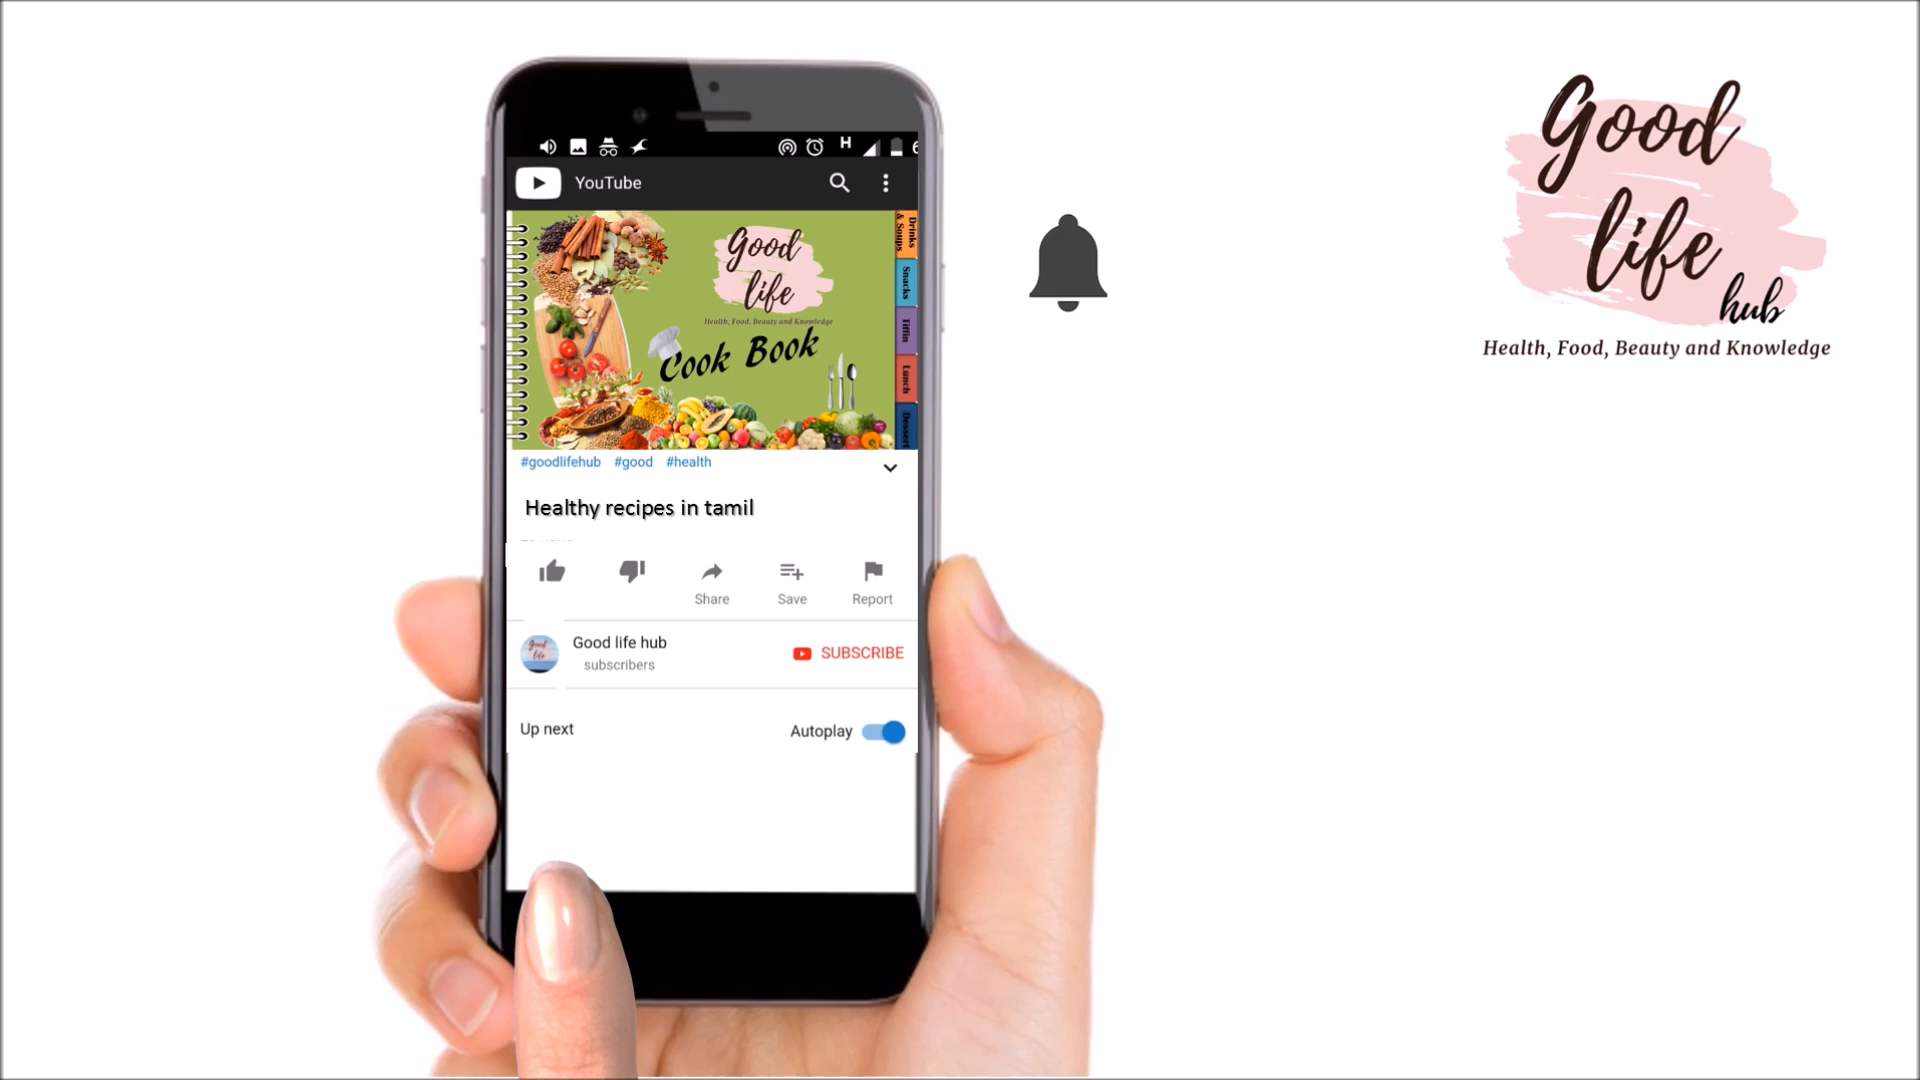 H
6
YouTube
Good
life
Health, Food, Beauty and Knowledge
Cook Book
Drinks
& Soups
Snacks
Tiffin
Lunch
Dessert
#goodlifehub #good #health
Healthy recipes in tamil
Share Save Report
Good life hub
subscribers
SUBSCRIBE
Up next
Autoplay
Good
life
hub
Health, Food, Beauty and Knowledge